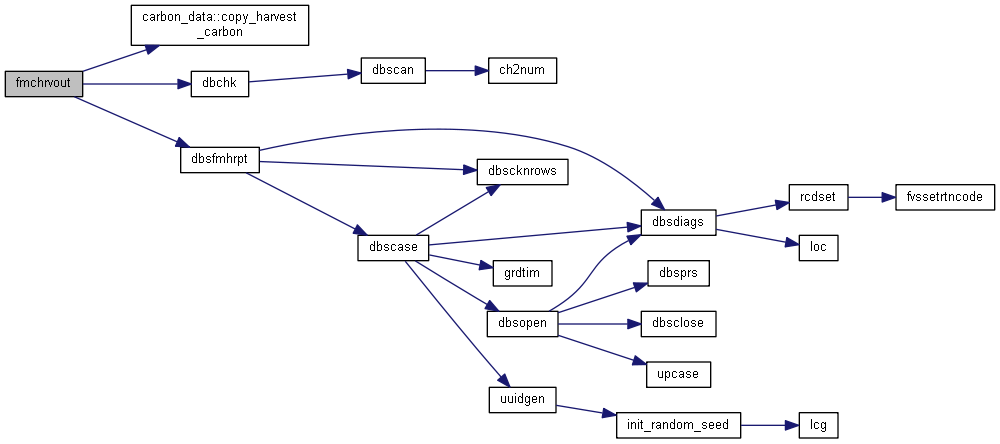 carbon_data::copy_harvest
_carbon
fmchrvout
dbchk
dbscan
ch2num
dbsfmhrpt
dbscknrows
dbscase
dbsdiags
rcdset
fvssetrtncode
loc
grdtim
dbsprs
dbsopen
dbsclose
upcase
uuidgen
init_random_seed
lcg